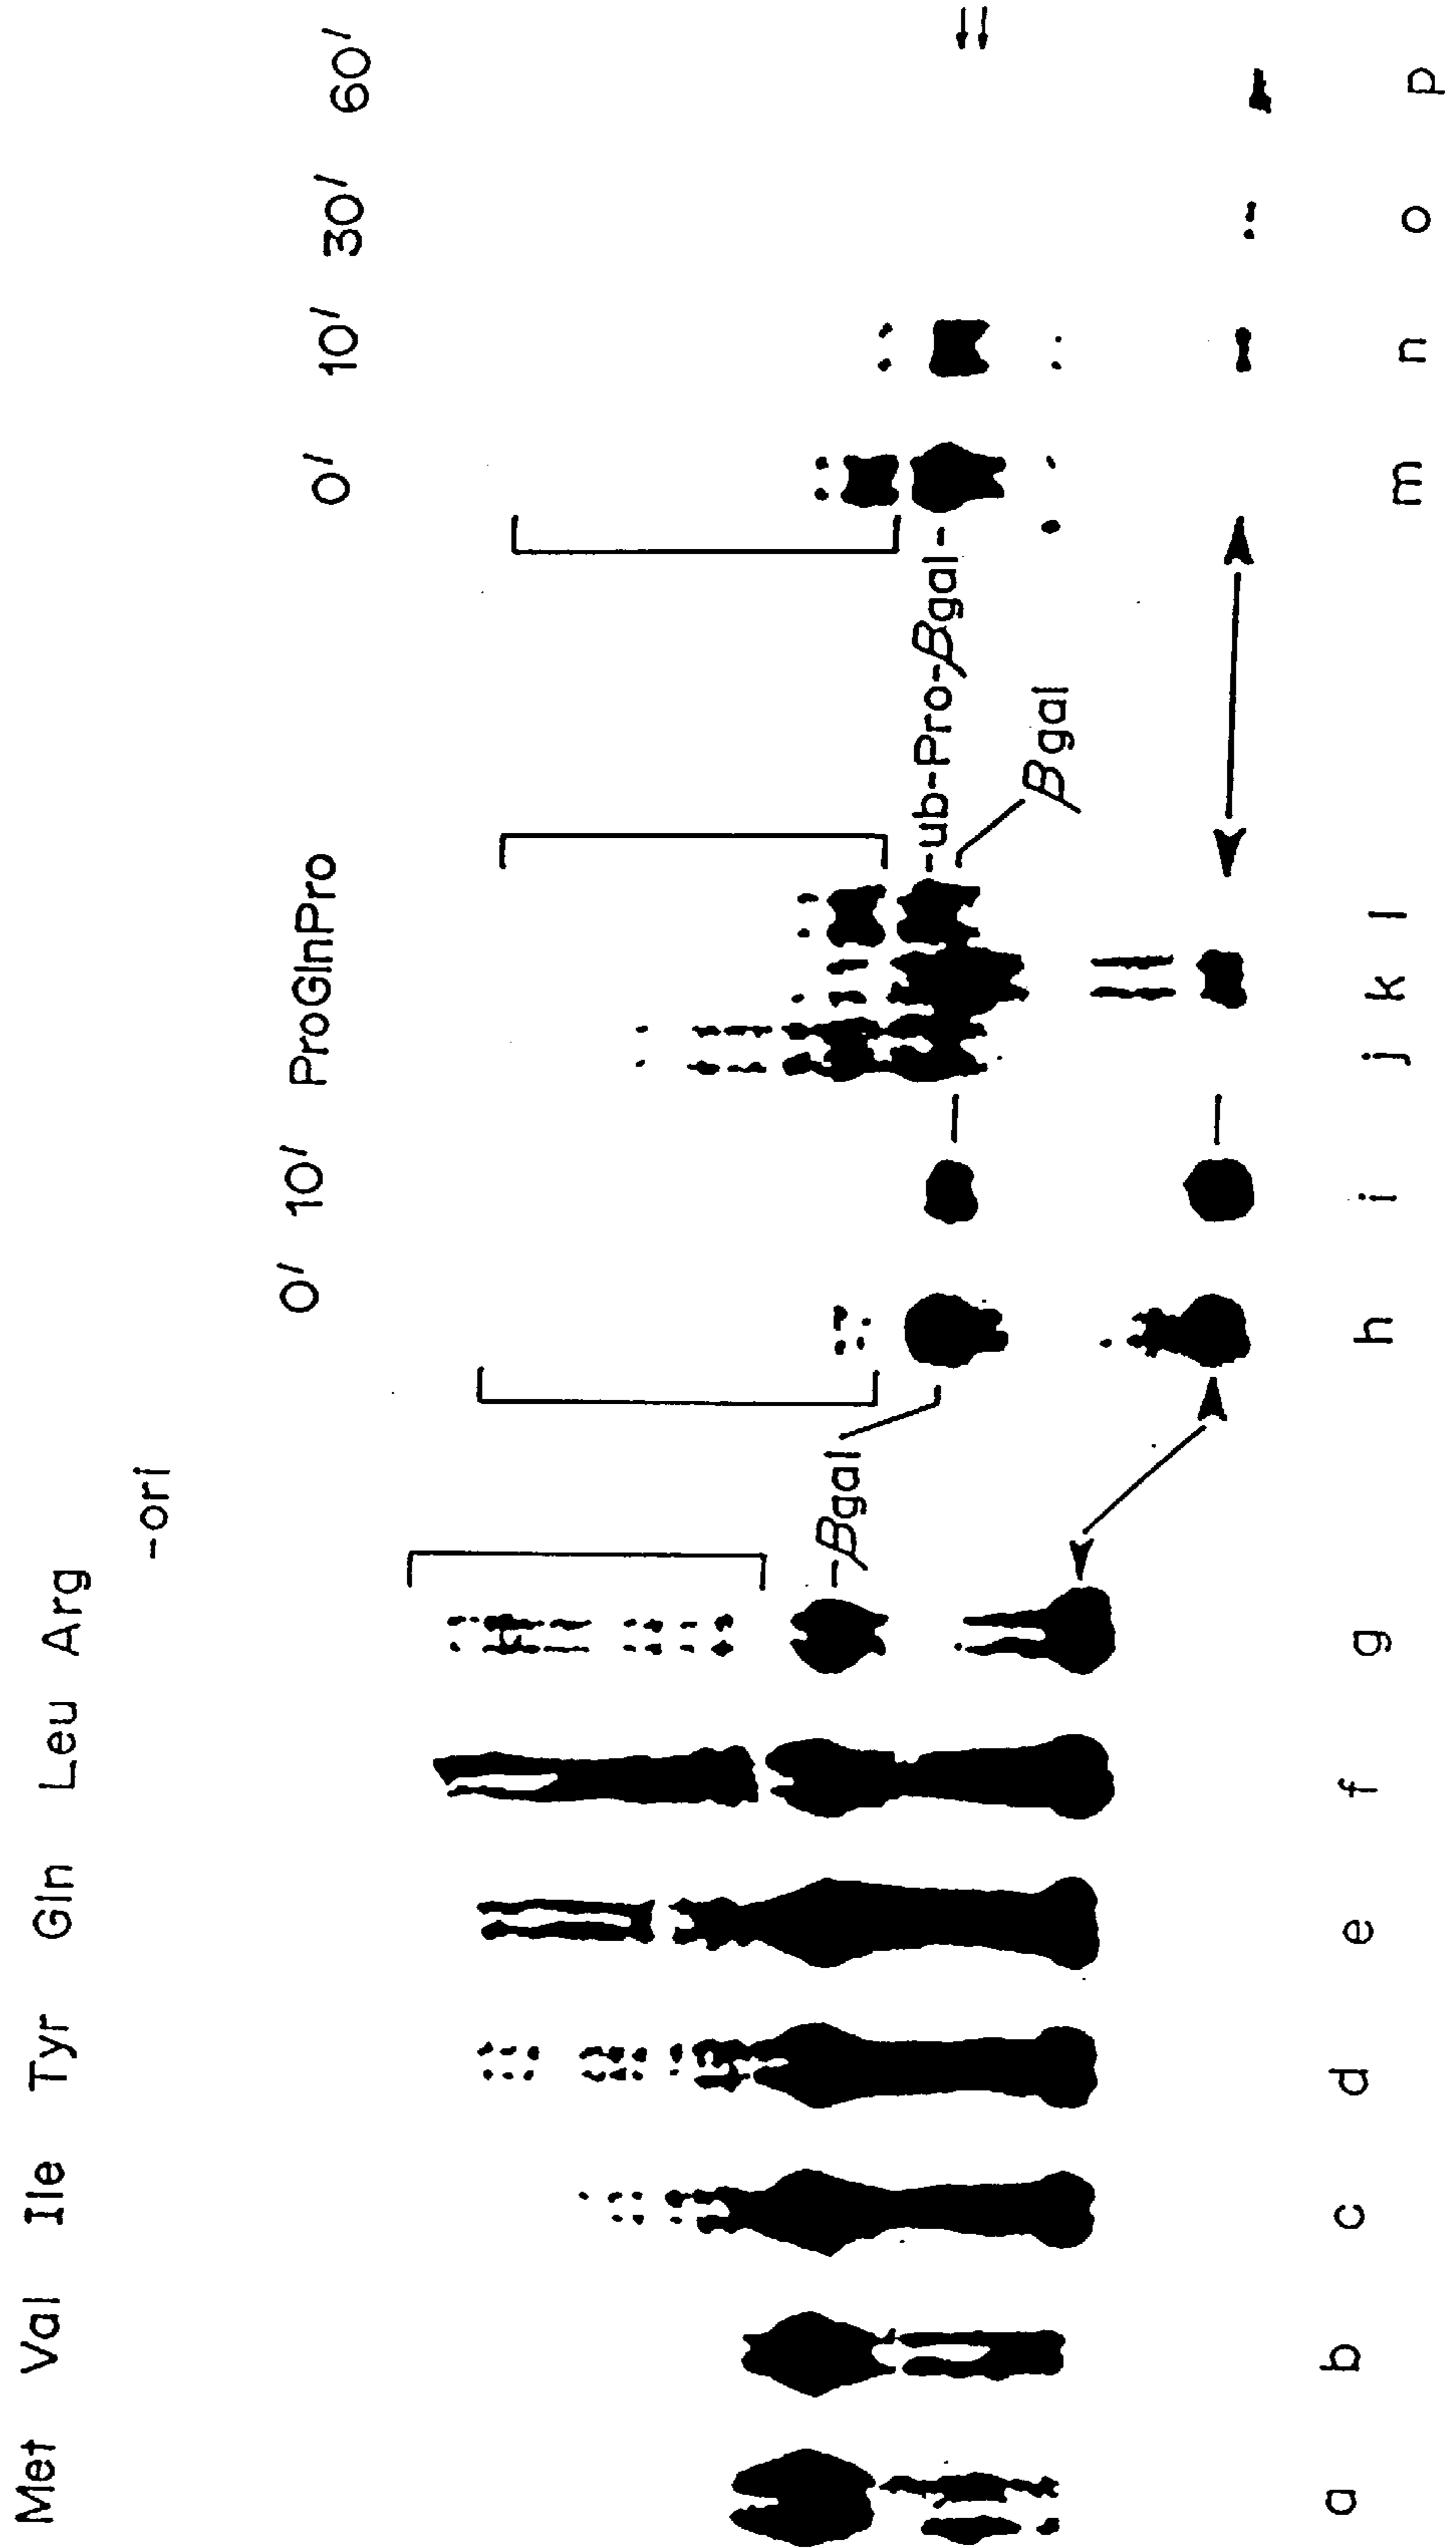 Met Val Ile Tyr Gln Leu Arg
-ori
0' 10' ProGlnPro
0' 10' 30' 60'
-βgal
-ub-Pro-βgal-
βgal
a b c d e f g h i j k l m n o p